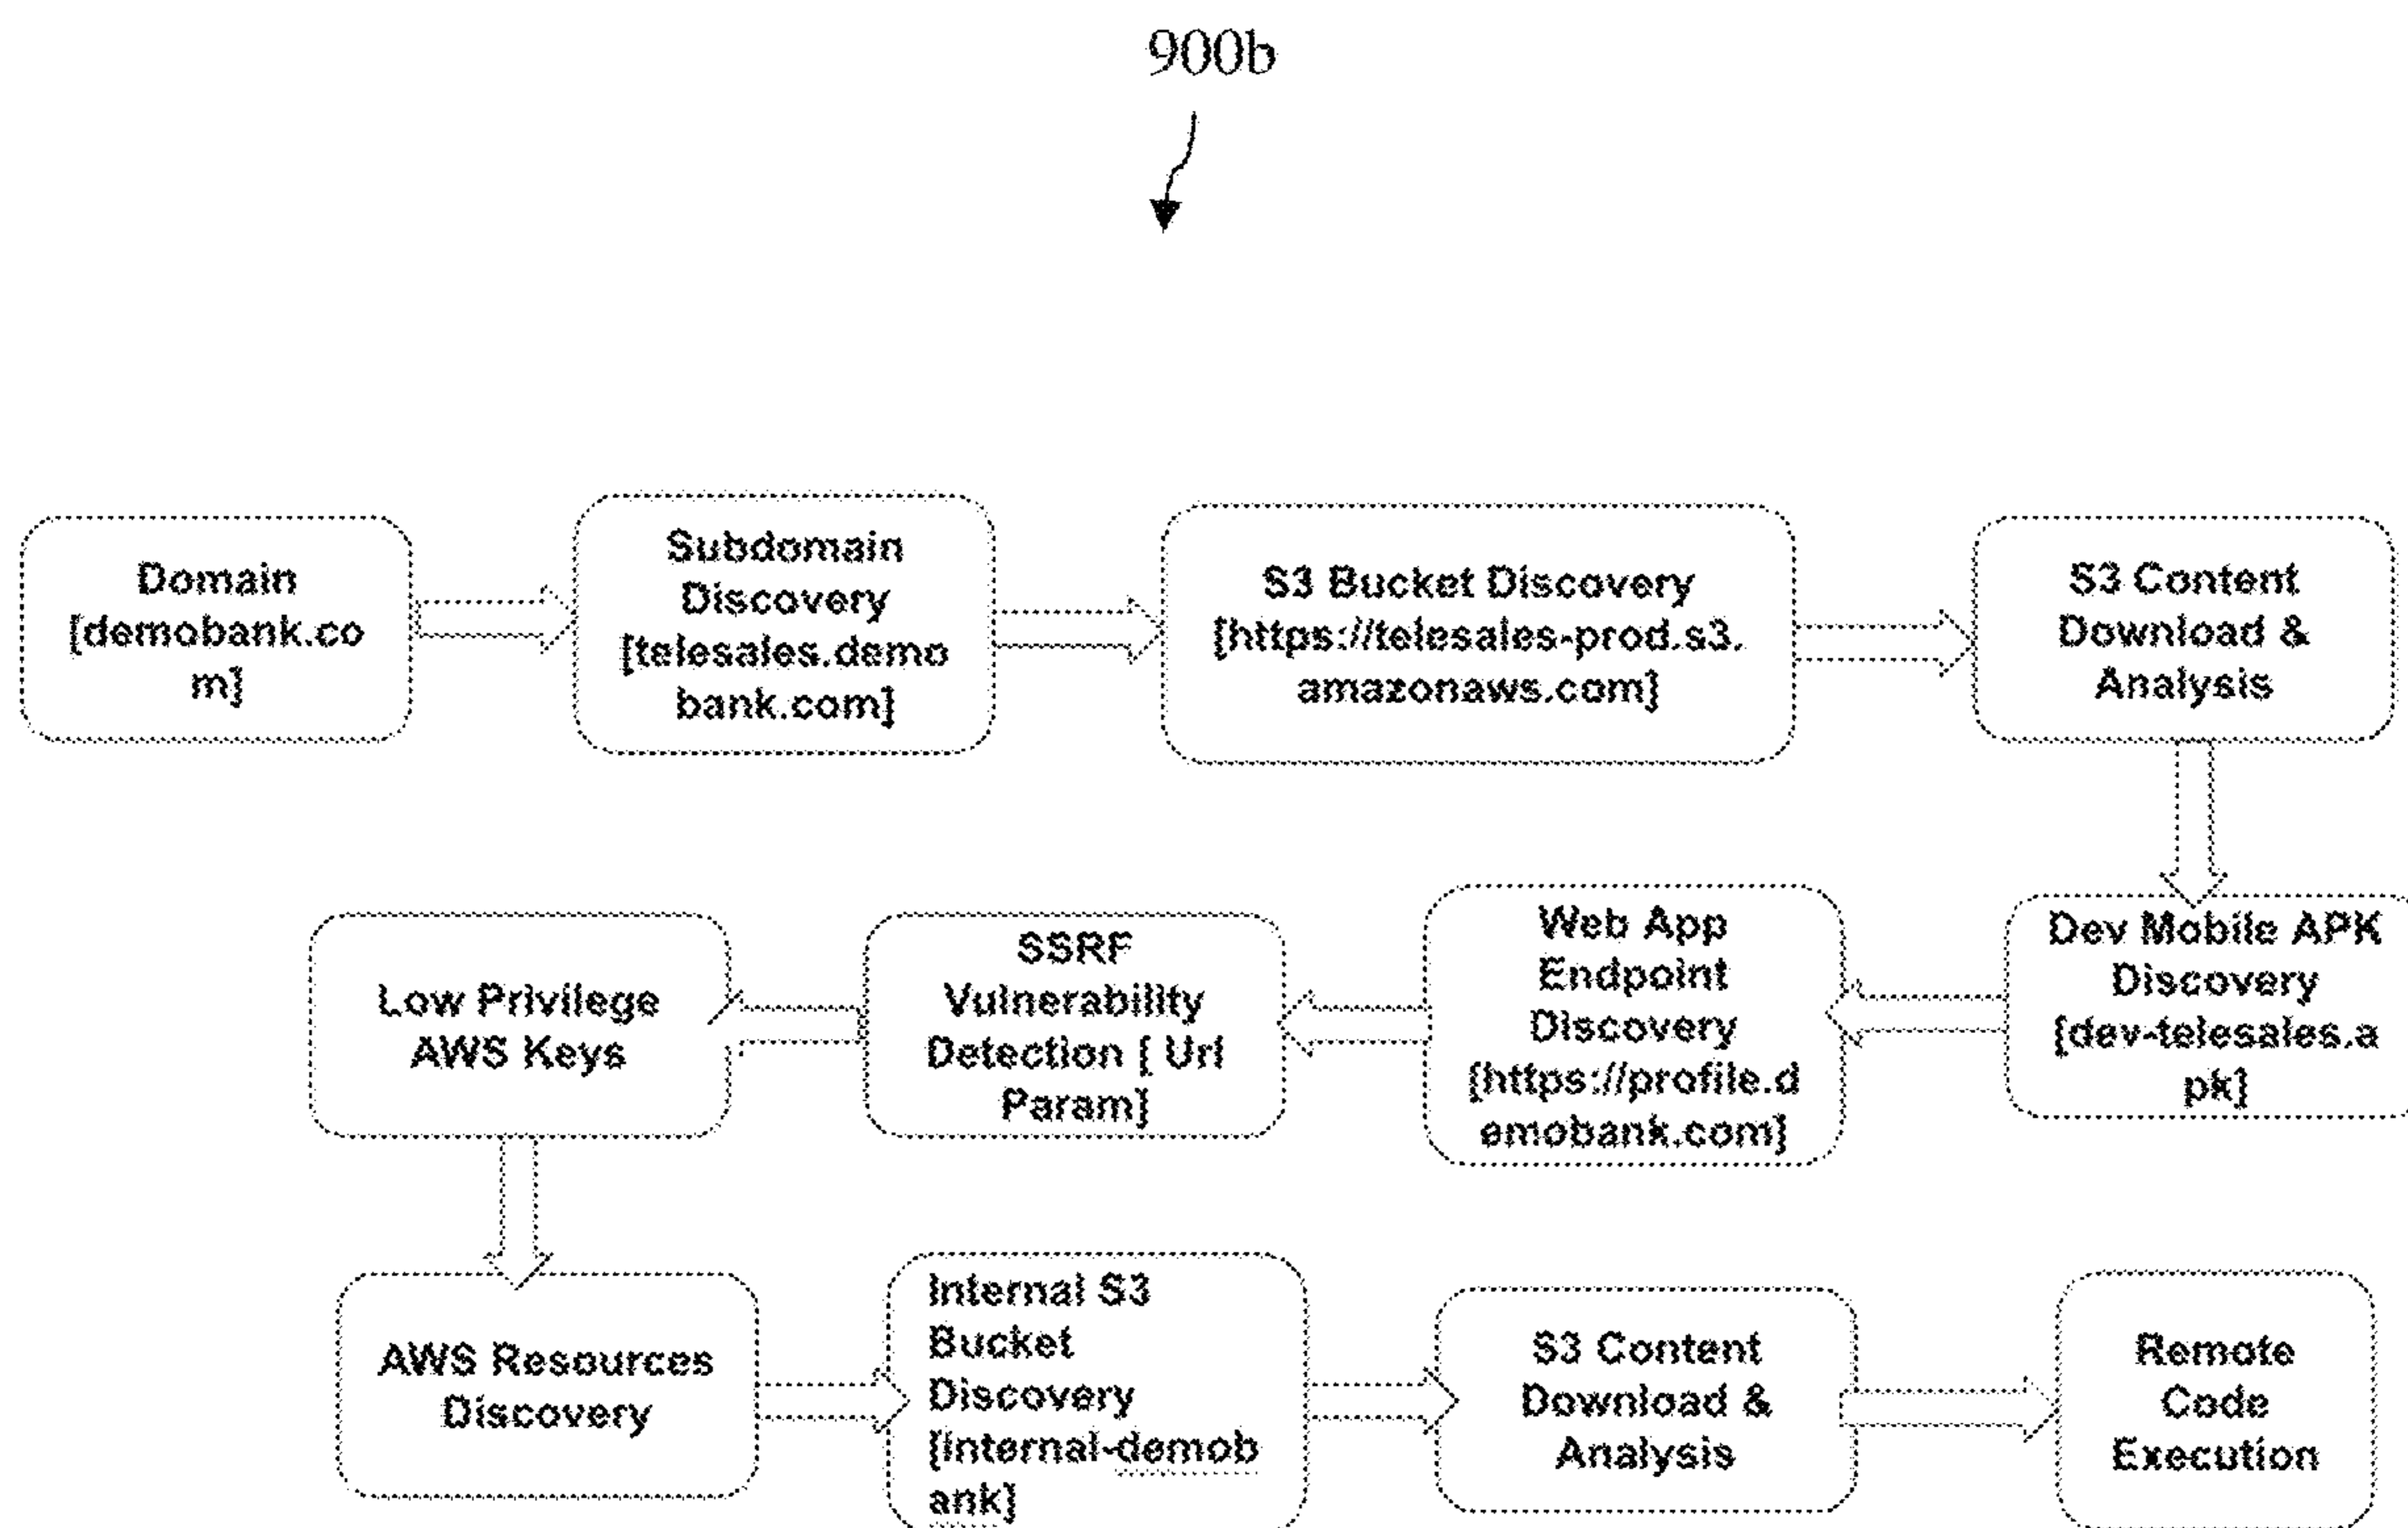 900b
Domain
[demobank.co
m]
Subdomain
Discovery
[telesales.demo
bank.com]
S3 Bucket Discovery
[https://telesales-prod.s3.
amazonaws.com]
S3 Content
Download &
Analysis
Dev Mobile APK
Discovery
[dev-telesales.a
pk]
Web App
Endpoint
Discovery
[https://profile.d
emobank.com]
SSRF
Vulnerability
Detection [ Url
Param]
Low Privilege
AWS Keys
AWS Resources
Discovery
Internal S3
Bucket
Discovery
[internal-demob
ank]
S3 Content
Download &
Analysis
Remote
Code
Execution